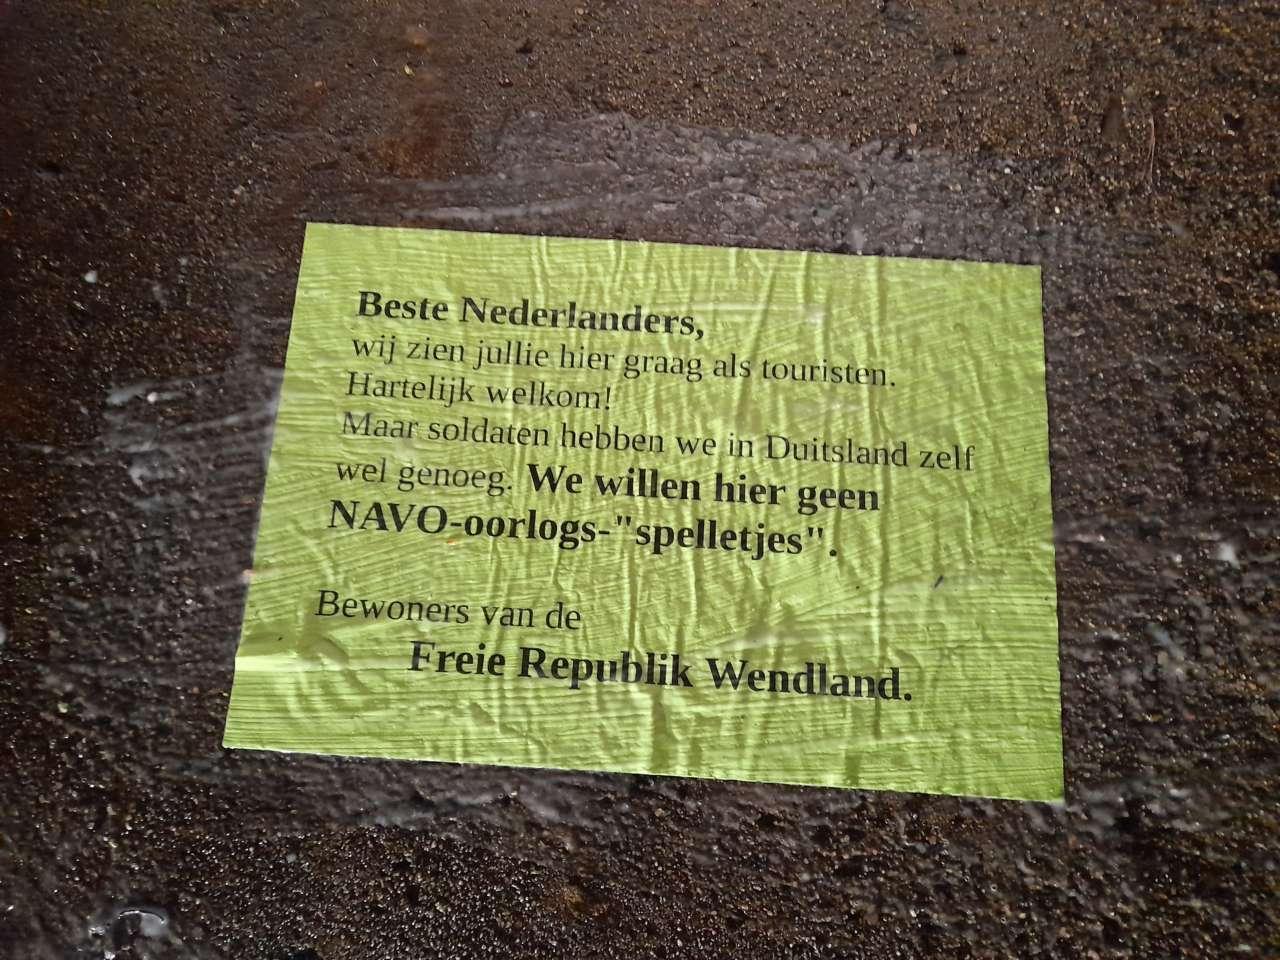 Beste Nederlanders,
wij zien jullie hier graag als touristen.
Hartelijk welkom!
Maar soldaten hebben we in Duitsland zelf
wel genoeg. We willen hier geen
NAVO-oorlogs-"spelletjes".
Bewoners van de
Freie Republik Wendland.